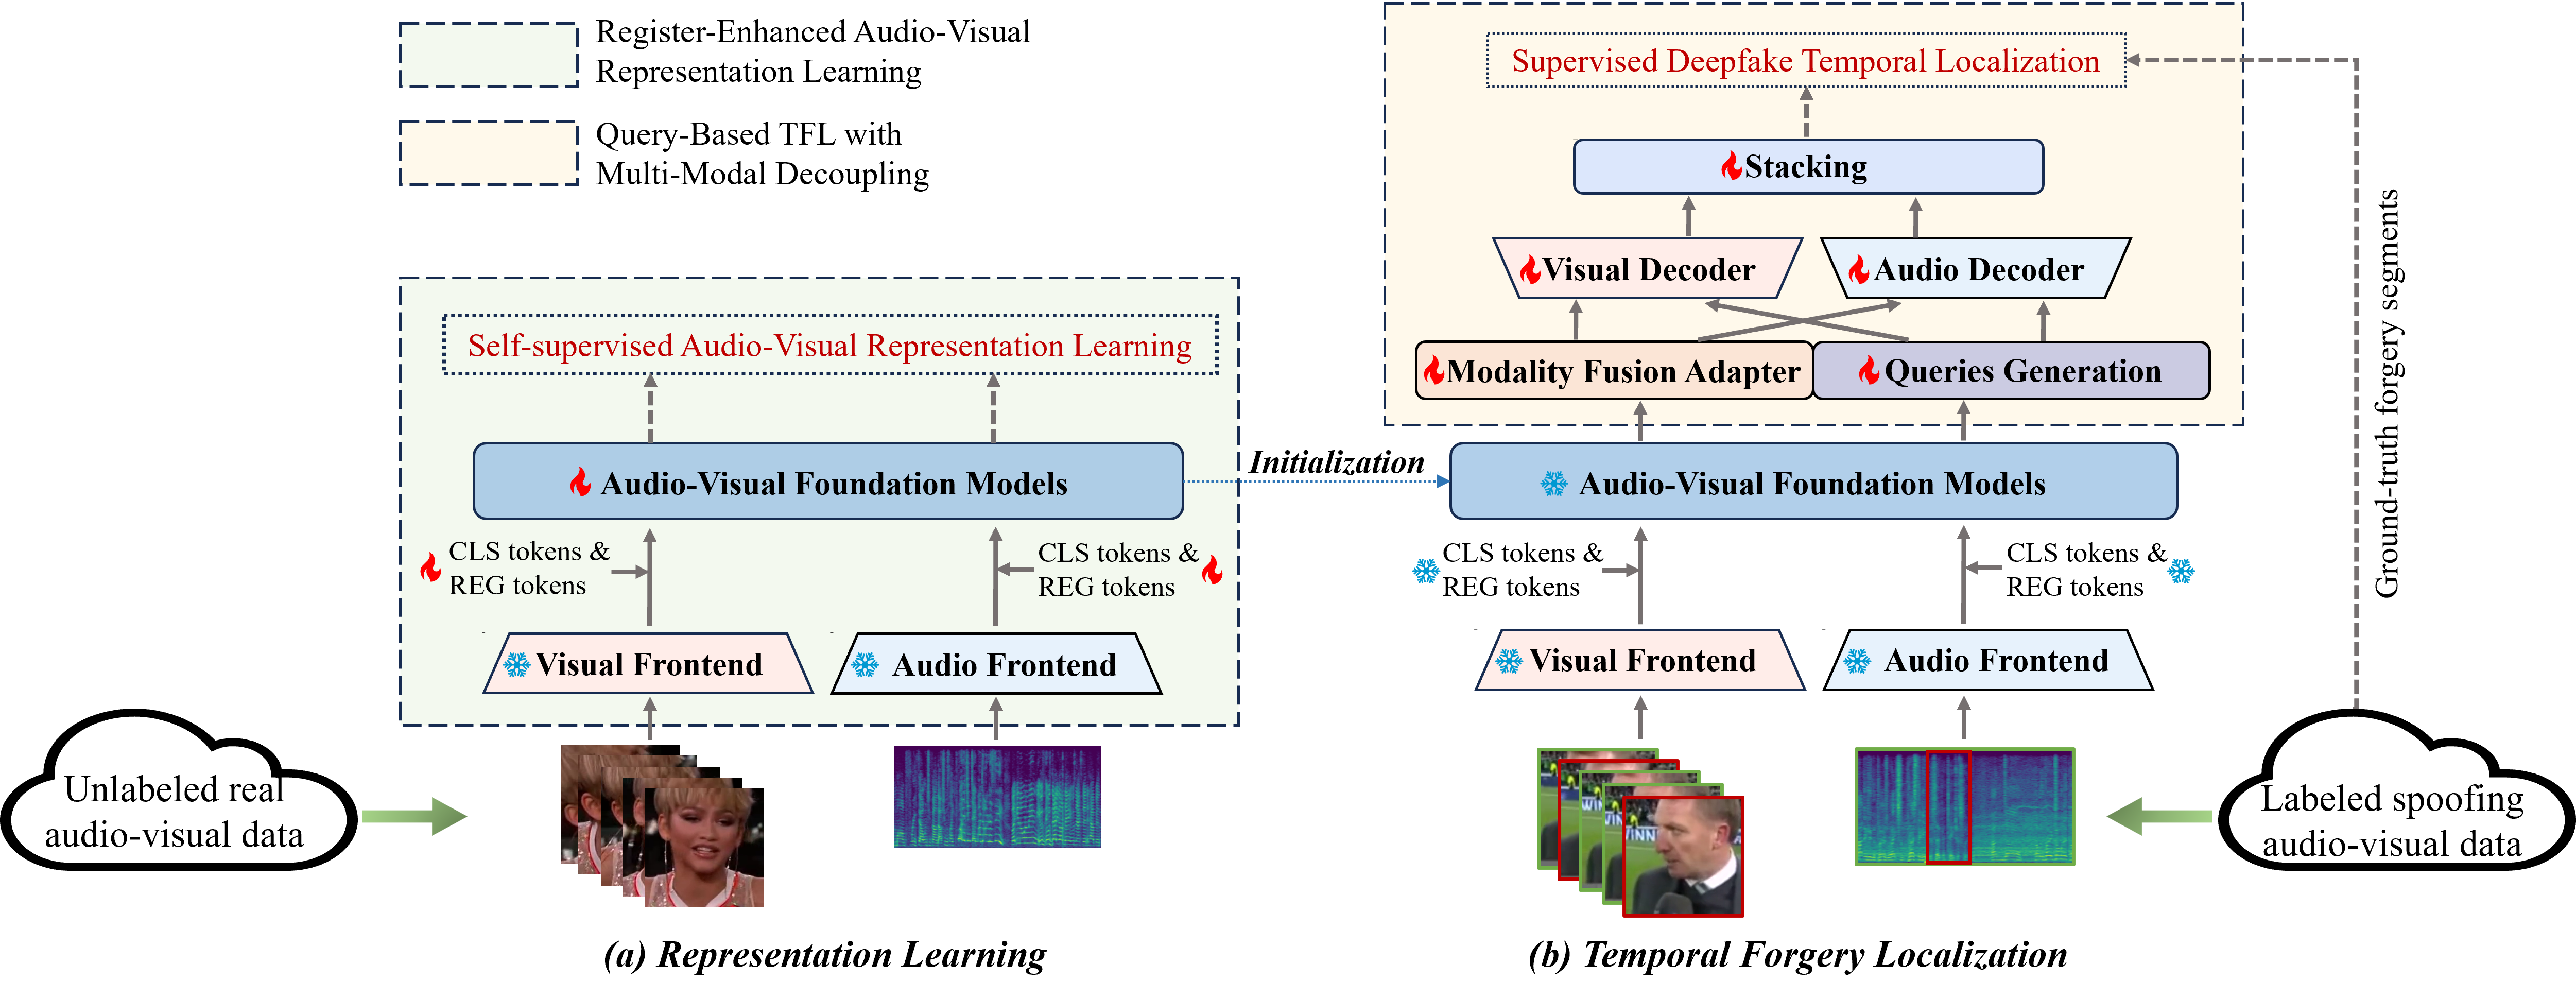 Register-Enhanced Audio-Visual
Representation Learning
Query-Based TFL with
Multi-Modal Decoupling
Self-supervised Audio-Visual Representation Learning
Audio-Visual Foundation Models
CLS tokens &
REG tokens
CLS tokens &
REG tokens
Visual Frontend
Audio Frontend
Unlabeled real
audio-visual data
(a) Representation Learning
Initialization
Supervised Deepfake Temporal Localization
Stacking
Visual Decoder
Audio Decoder
Modality Fusion Adapter
Queries Generation
Audio-Visual Foundation Models
CLS tokens &
REG tokens
CLS tokens &
REG tokens
Visual Frontend
Audio Frontend
Ground-truth forgery segments
Labeled spoofing
audio-visual data
WINN
(b) Temporal Forgery Localization